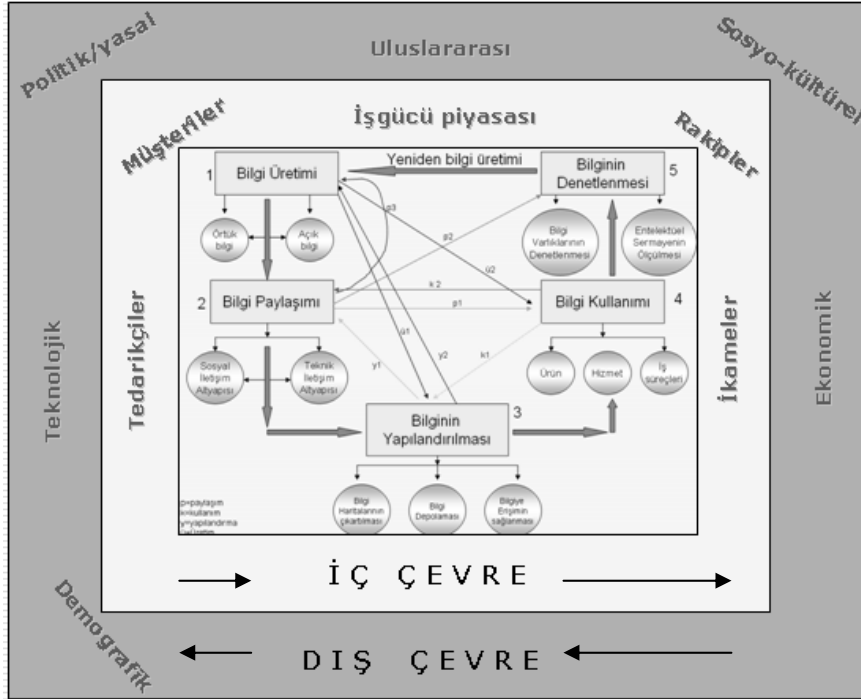 Politik/yasal
Uluslararası
Sosyo-kültürel
Müşteriler
İşgücü piyasası
Rakipler
1
Bilgi Üretimi
Yeniden bilgi üretimi
Bilginin
Denetlenmesi
5
Örtük
bilgi
Açık
bilgi
p3
p2
Bilgi
Varlıklarının
Denetlenmesi
Entelektüel
Sermayenin
Ölçülmesi
ü2
k 2
2
Bilgi Paylaşımı
p1
Bilgi Kullanımı
4
Teknolojik
Tedarikçiler
İkameler
Ekonomik
ü1
y1
y2
k1
Sosyal
İletişim
Altyapısı
Teknik
İletişim
Altyapısı
Ürün
Hizmet
İş
süreçleri
Bilginin
Yapılandırılması
3
Bilgi
Haritalarının
çıkartılması
Bilgi
Depolaması
Bilgiye
Erişimin
sağlanması
p=paylaşım
k=kullanım
y=yapılandırma
ü=üretim
İÇ ÇEVRE
Demografik
DIŞ ÇEVRE